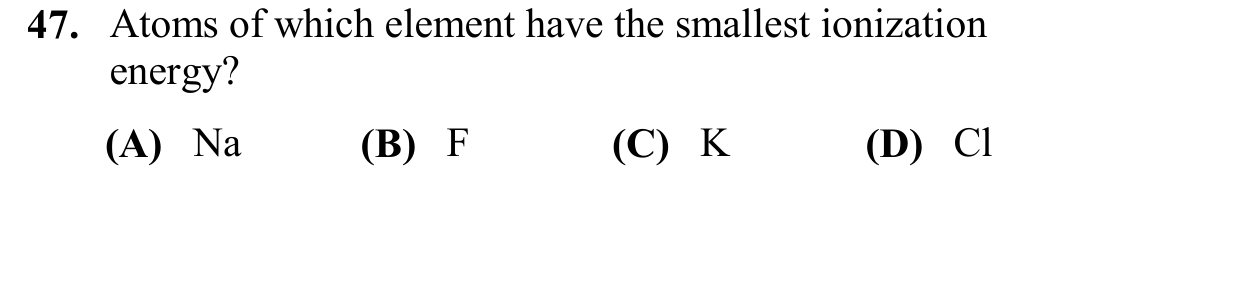 47. Atoms of which element have the smallest ionization
energy?
(A) Na (B) F (C) K (D) Cl